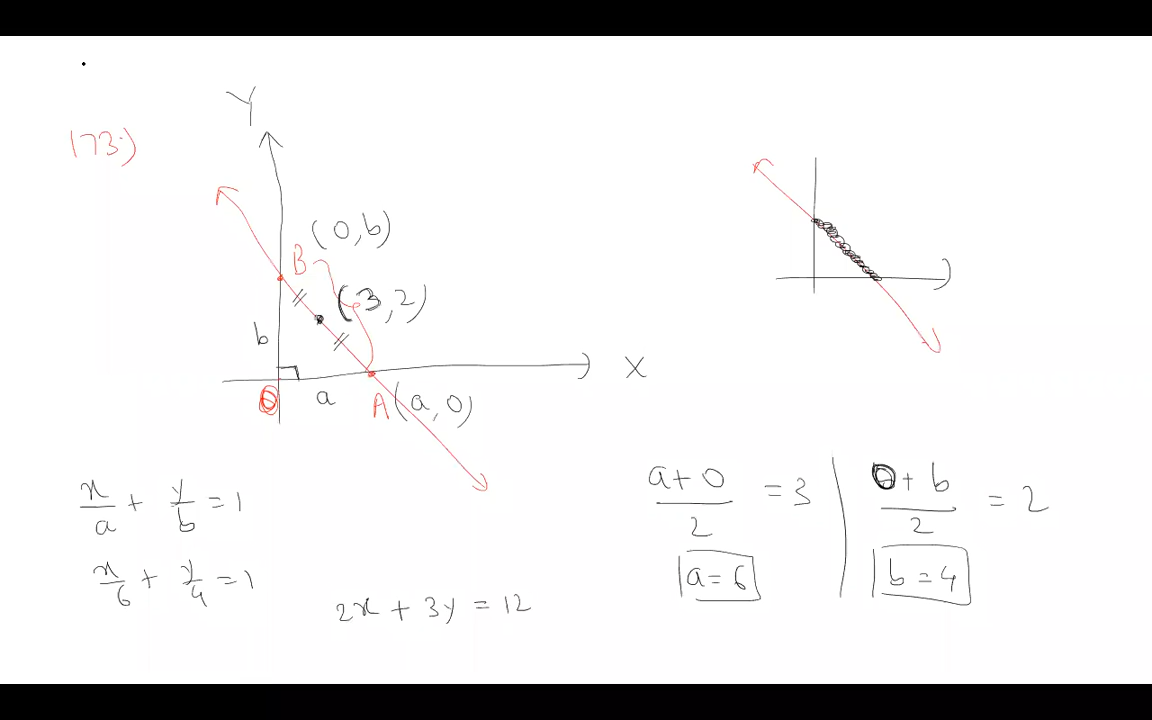 Y
173.)
(0,b)
B
(3,2)
b
X
O
a
A(a,0)
x/a + y/b = 1
x/6 + y/4 = 1
2x + 3y = 12
a+0/2 = 3
a=6
0+b/2 = 2
b=4